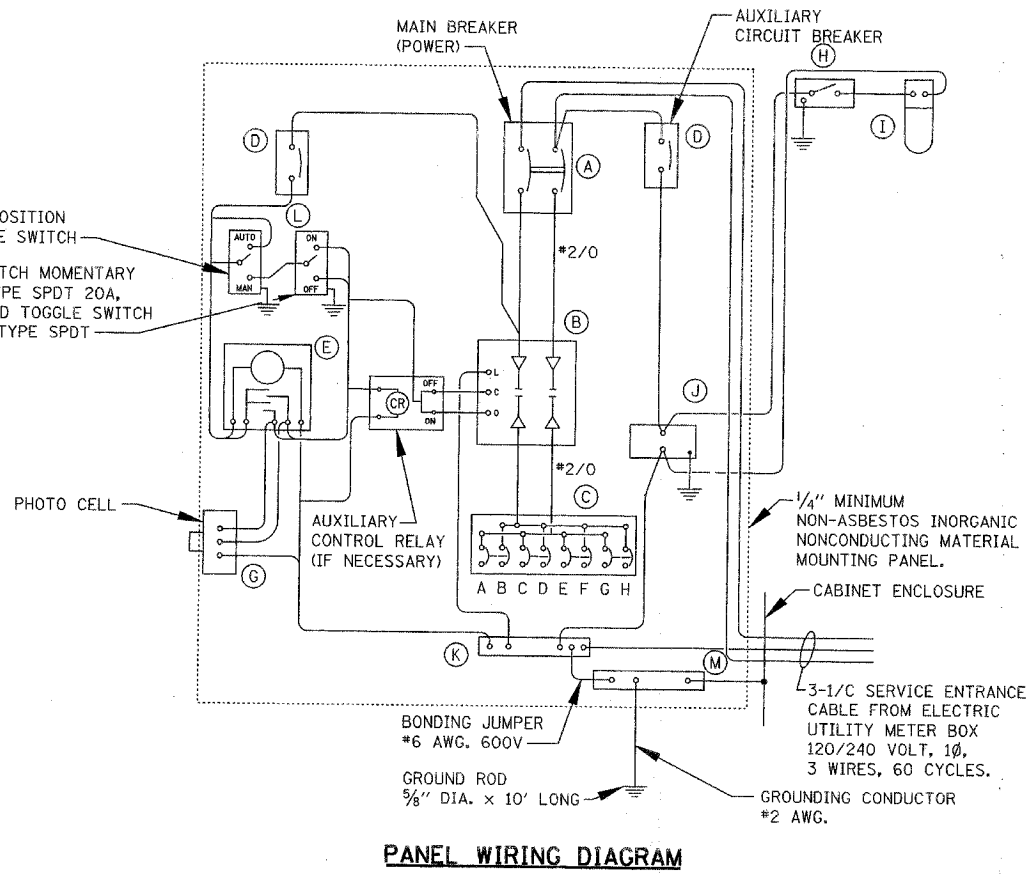 MAIN BREAKER
(POWER)
AUXILIARY
CIRCUIT BREAKER
H
D
A
D
I
L
OSITION
E SWITCH
AUTO
MAN
ON
OFF
TCH MOMENTARY
YPE SPDT 20A,
D TOGGLE SWITCH
TYPE SPDT
#2/0
B
E
L
C
O
CR
OFF
ON
J
#2/0
C
PHOTO CELL
G
AUXILIARY
CONTROL RELAY
(IF NECESSARY)
A B C D E F G H
1/4" MINIMUM
NON-ASBESTOS INORGANIC
NONCONDUCTING MATERIAL
MOUNTING PANEL.
CABINET ENCLOSURE
K
M
BONDING JUMPER
#6 AWG. 600V
3-1/C SERVICE ENTRANCE
CABLE FROM ELECTRIC
UTILITY METER BOX
120/240 VOLT, 1Ø,
3 WIRES, 60 CYCLES.
GROUND ROD
5/8" DIA. × 10' LONG
GROUNDING CONDUCTOR
#2 AWG.
PANEL WIRING DIAGRAM